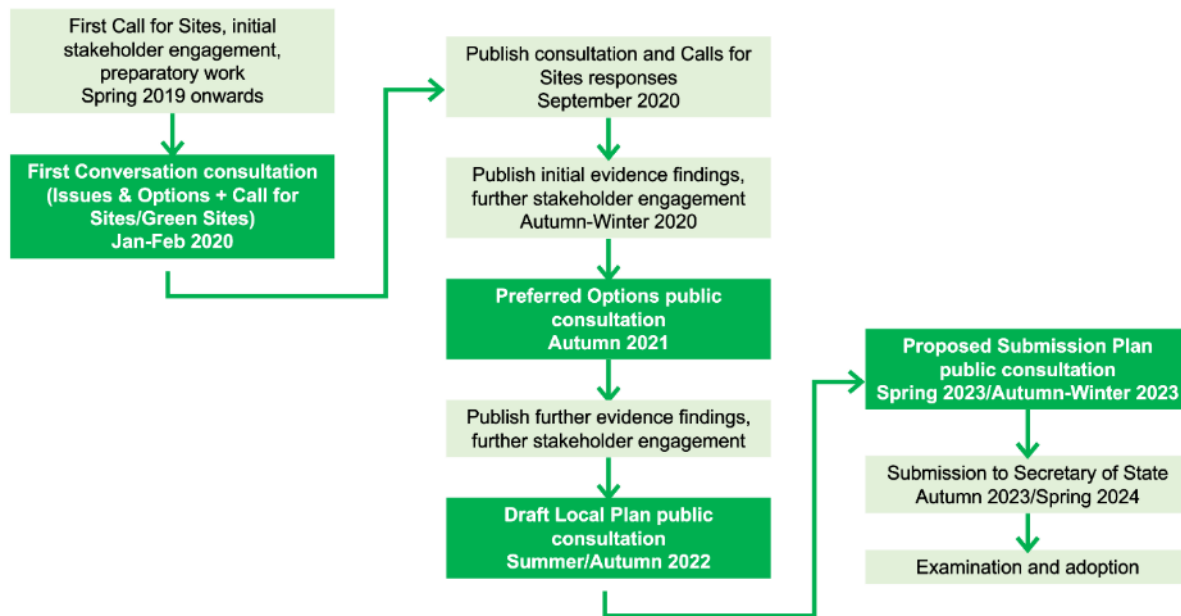 First Call for Sites, initial
stakeholder engagement,
preparatory work
Spring 2019 onwards
First Conversation consultation
(Issues & Options + Call for
Sites/Green Sites)
Jan-Feb 2020
Publish consultation and Calls for
Sites responses
September 2020
Publish initial evidence findings,
further stakeholder engagement
Autumn-Winter 2020
Preferred Options public
consultation
Autumn 2021
Publish further evidence findings,
further stakeholder engagement
Draft Local Plan public
consultation
Summer/Autumn 2022
Proposed Submission Plan
public consultation
Spring 2023/Autumn-Winter 2023
Submission to Secretary of State
Autumn 2023/Spring 2024
Examination and adoption